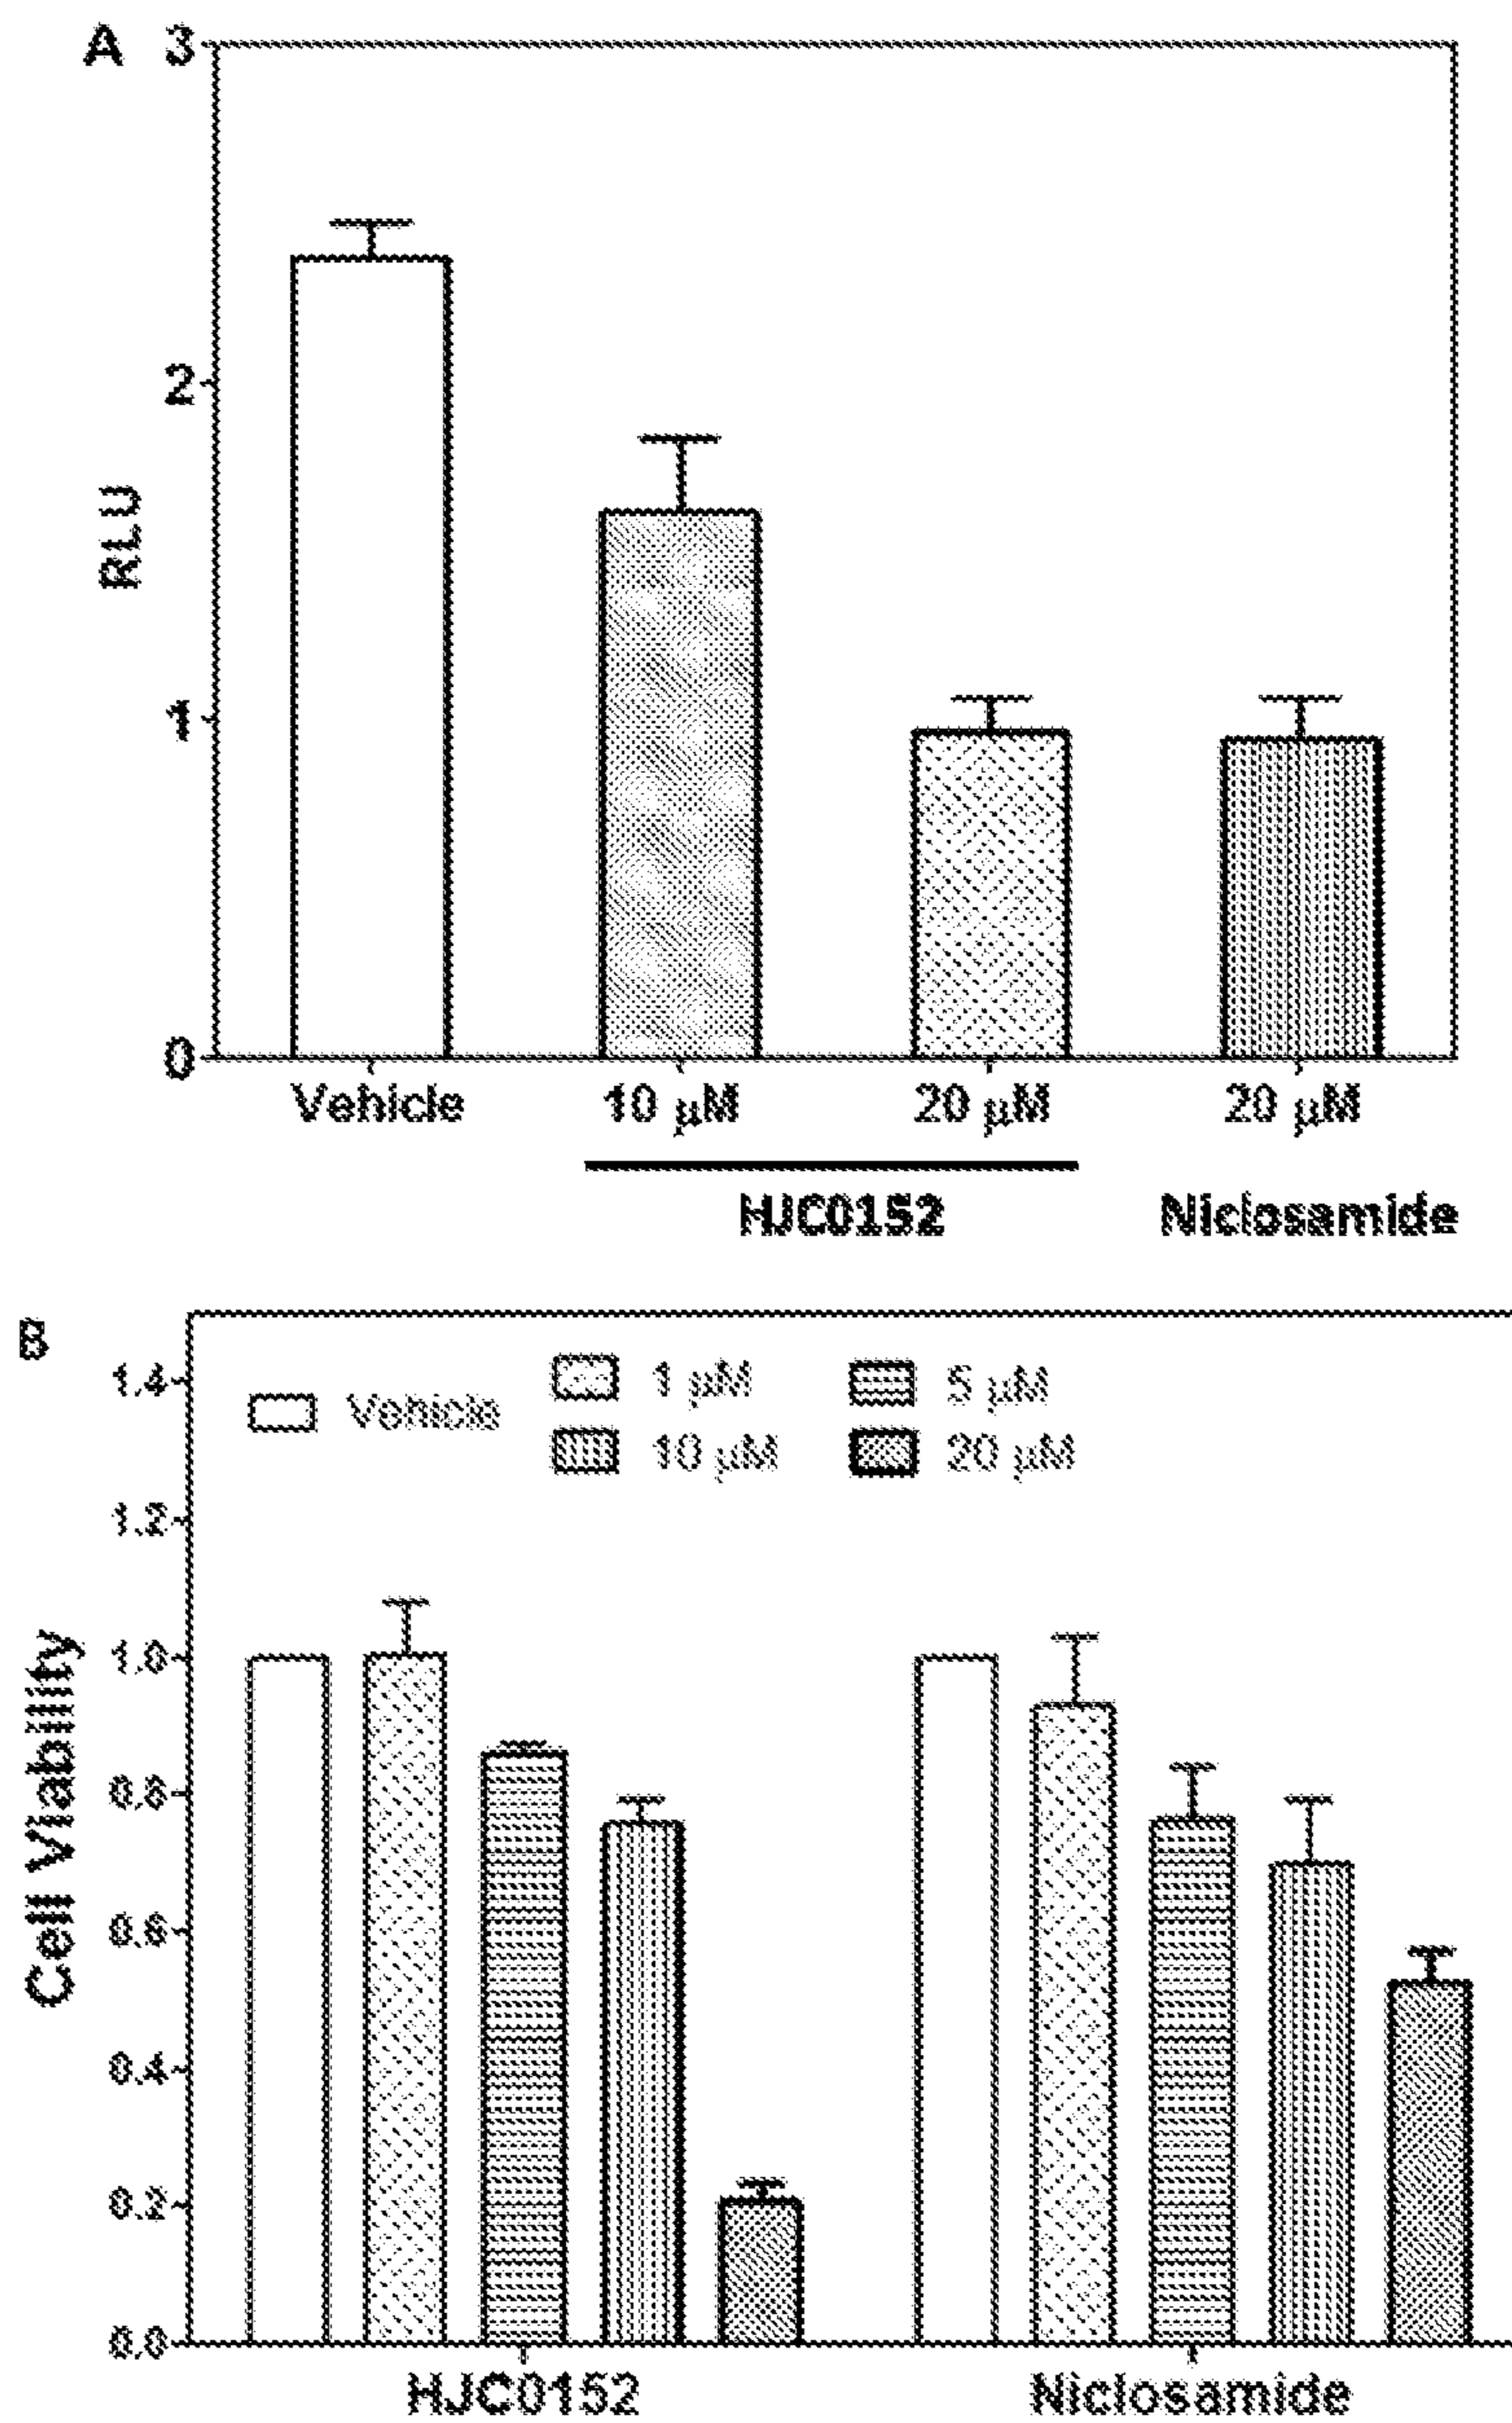 A
3
2
1
0
RLU
Vehicle 10 µM 20 µM 20 µM
HJC0152 Niclosamide
B
1.4
1.2
1.0
0.8
0.6
0.4
0.2
0.0
Cell Viability
Vehicle 1 µM 5 µM
10 µM 20 µM
HJC0152 Niclosamide